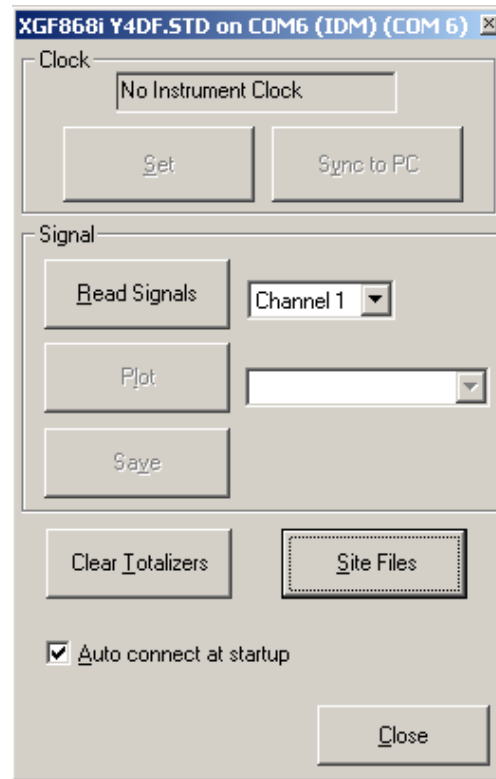 XGF868i Y4DF.STD on COM6 (IDM) (COM 6)
Clock
No Instrument Clock
Set
Sync to PC
Signal
Read Signals
Channel 1
Plot
Save
Clear Totalizers
Site Files
Auto connect at startup
Close